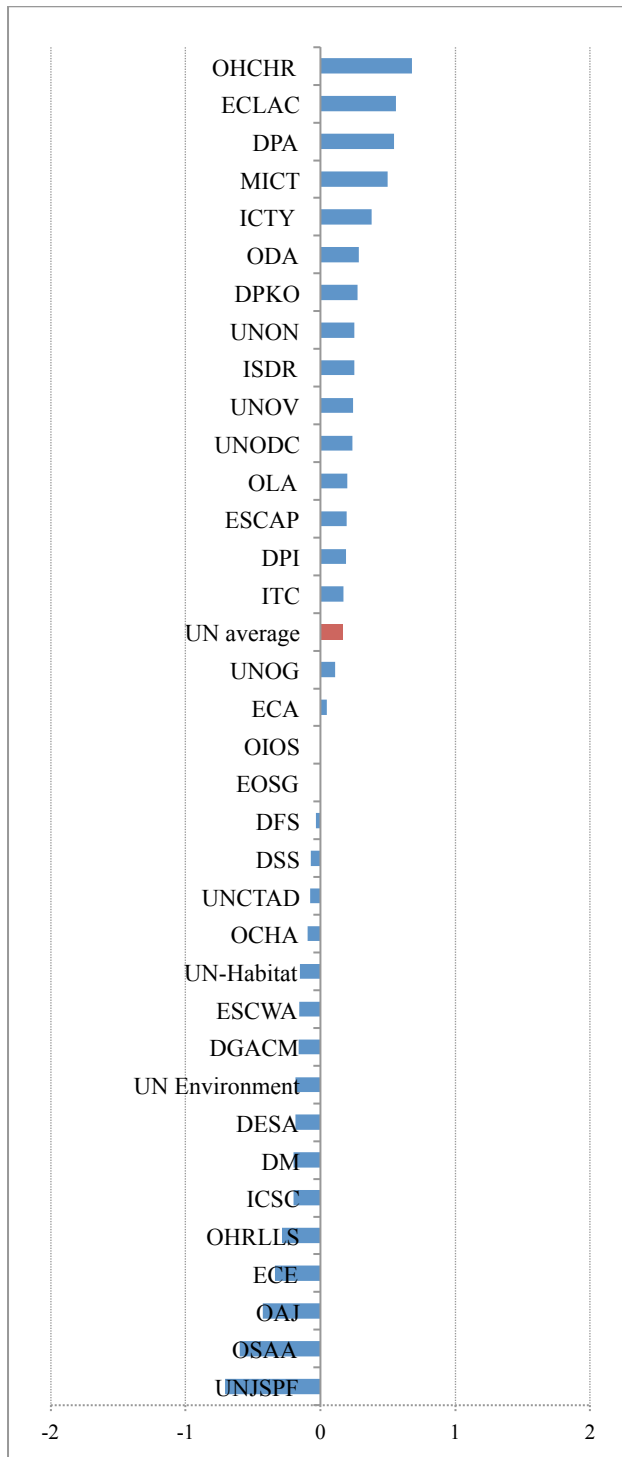 OHCHR
ECLAC
DPA
MICT
ICTY
ODA
DPKO
UNON
ISDR
UNOV
UNODC
OLA
ESCAP
DPI
ITC
UN average
UNOG
ECA
OIOS
EOSG
DFS
DSS
UNCTAD
OCHA
UN-Habitat
ESCWA
DGACM
UN Environment
DESA
DM
ICSC
OHRLLS
ECE
OAJ
OSAA
UNJSPF
-2 -1 0 1 2